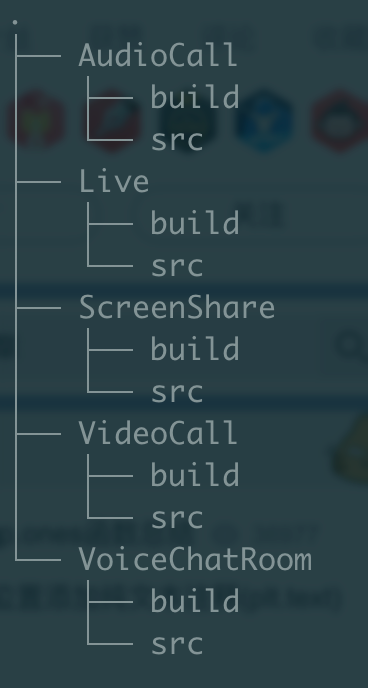 .
├── AudioCall
│   ├── build
│   └── src
├── Live
│   ├── build
│   └── src
├── ScreenShare
│   ├── build
│   └── src
├── VideoCall
│   ├── build
│   └── src
└── VoiceChatRoom
    ├── build
    └── src